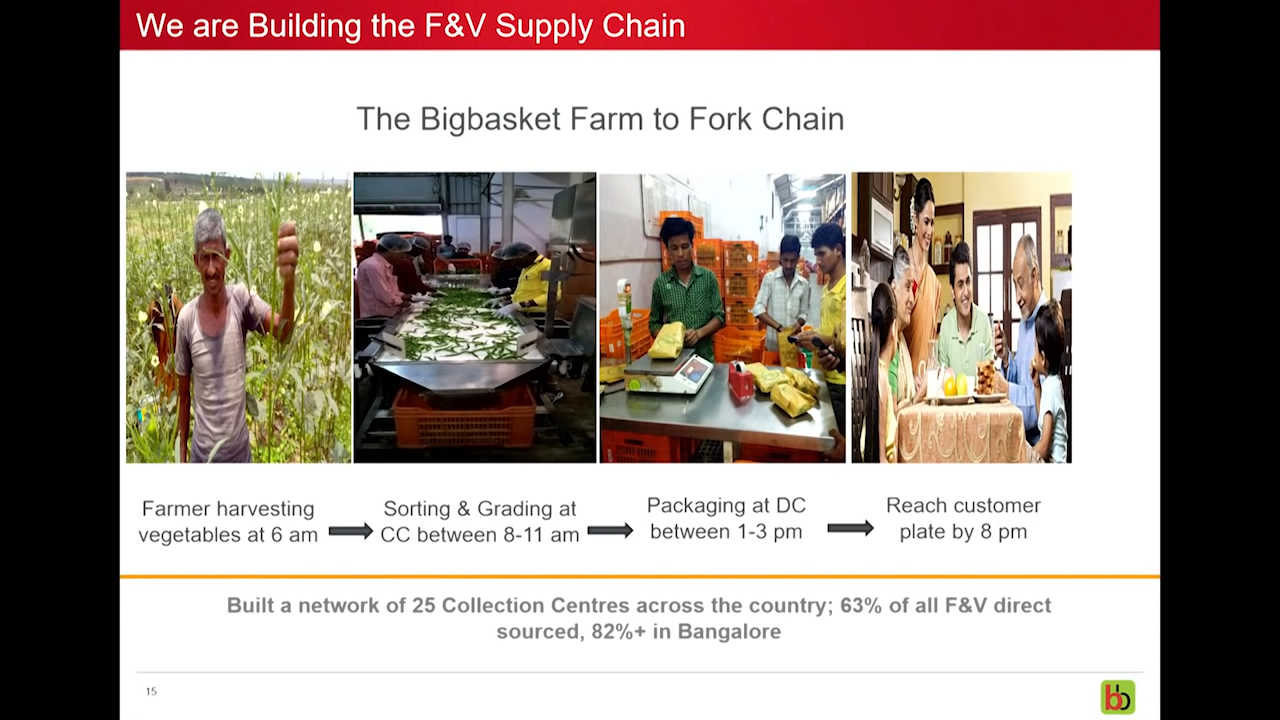 We are Building the F&V Supply Chain
The Bigbasket Farm to Fork Chain
Farmer harvesting
vegetables at 6 am
Sorting & Grading at
CC between 8-11 am
Packaging at DC
between 1-3 pm
Reach customer
plate by 8 pm
Built a network of 25 Collection Centres across the country; 63% of all F&V direct
sourced, 82%+ in Bangalore
15
bb